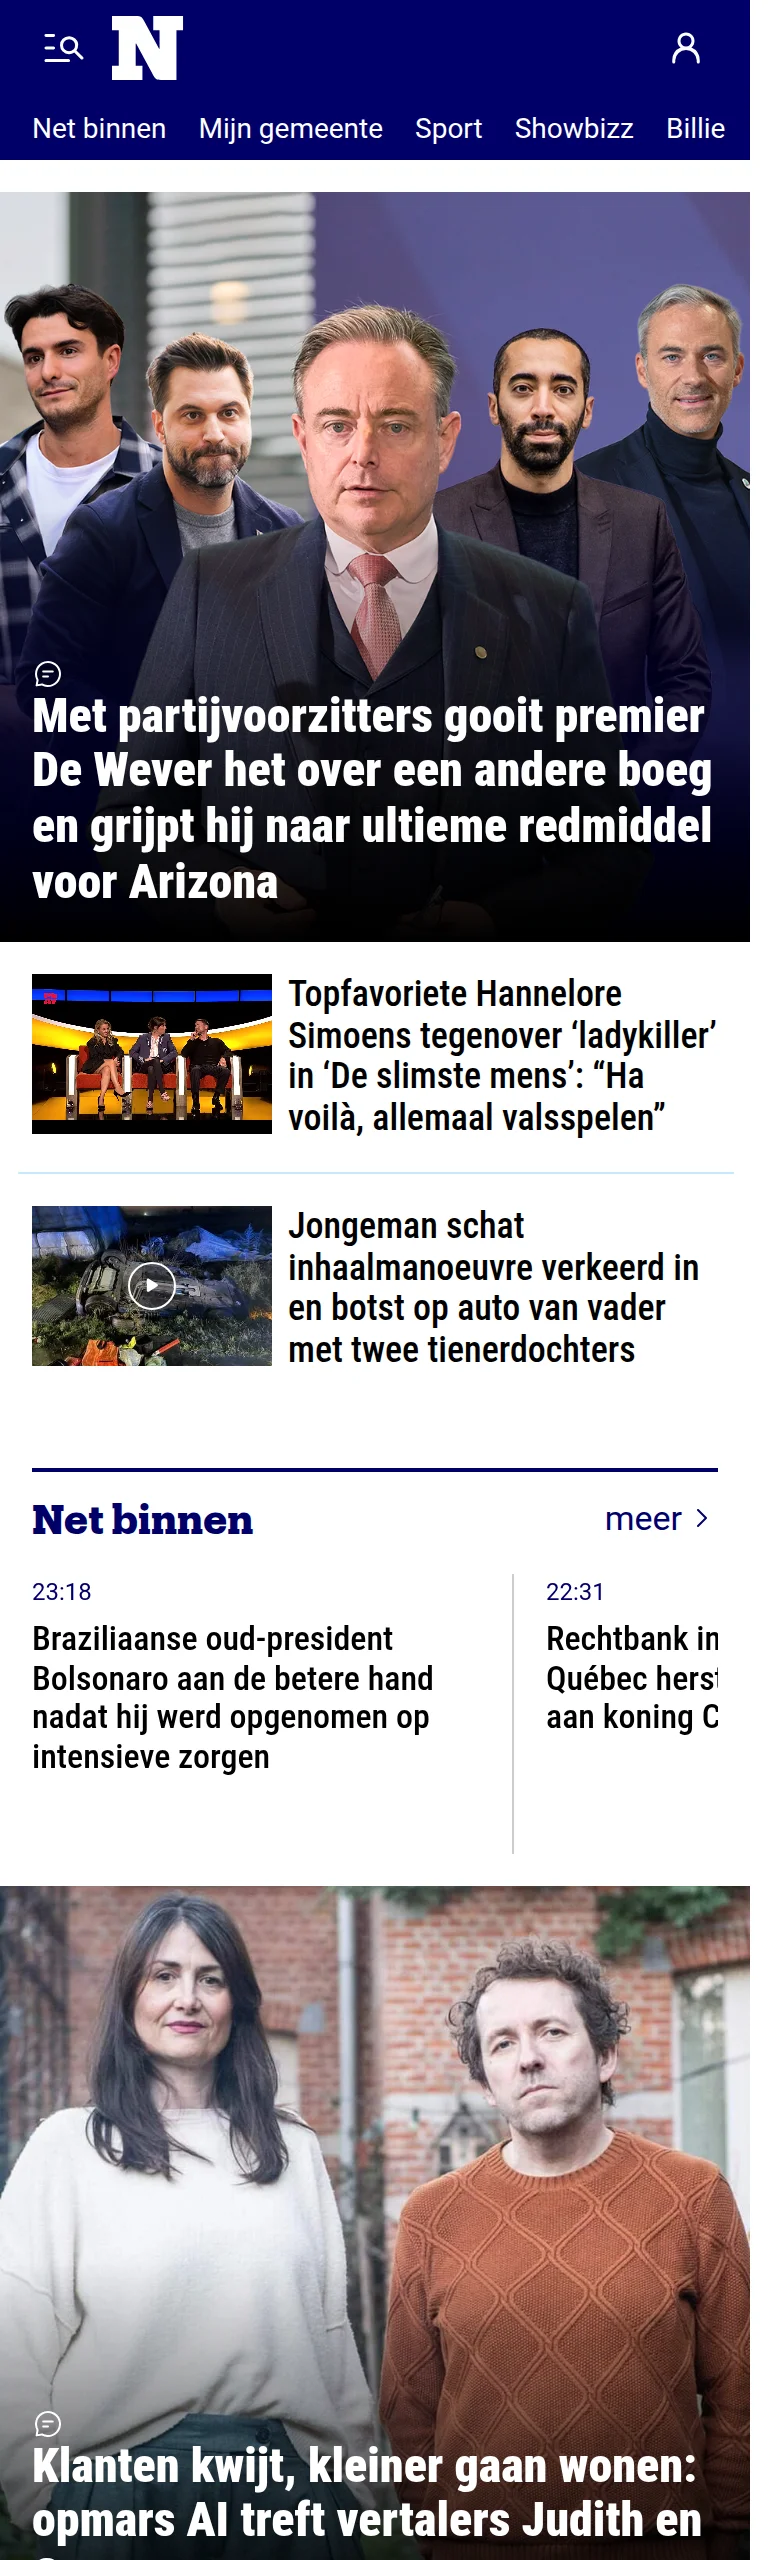 N
Net binnen Mijn gemeente Sport Showbizz Billie
Met partijvoorzitters gooit premier
De Wever het over een andere boeg
en grijpt hij naar ultieme redmiddel
voor Arizona
Topfavoriete Hannelore
Simoens tegenover ‘ladykiller’
in ‘De slimste mens’: “Ha
voilà, allemaal valsspelen”
Jongeman schat
inhaalmanoeuvre verkeerd in
en botst op auto van vader
met twee tienerdochters
Net binnen meer
23:18
Braziliaanse oud-president
Bolsonaro aan de betere hand
nadat hij werd opgenomen op
intensieve zorgen
22:31
Rechtbank in
Québec herst
aan koning C
Klanten kwijt, kleiner gaan wonen:
opmars AI treft vertalers Judith en